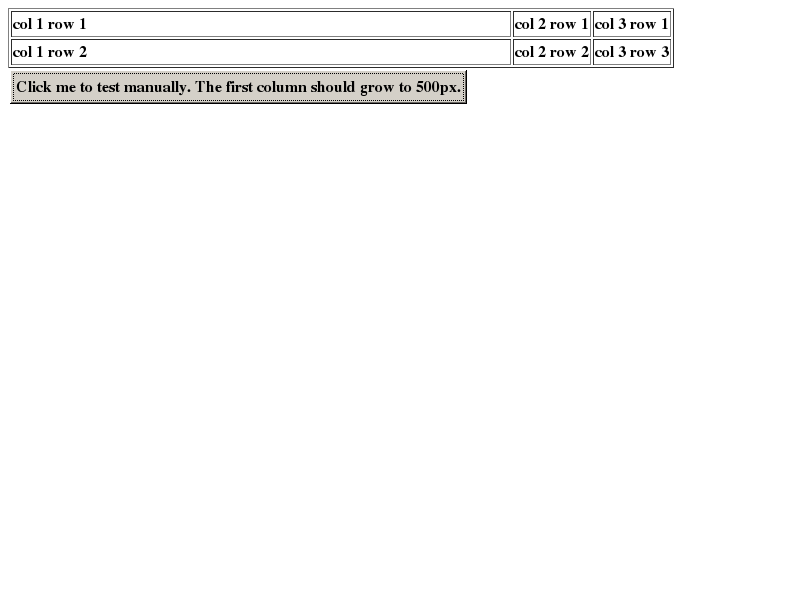 col 1 row 1 col 2 row 1 col 3 row 1
col 1 row 2 col 2 row 2 col 3 row 3
Click me to test manually. The first column should grow to 500px.